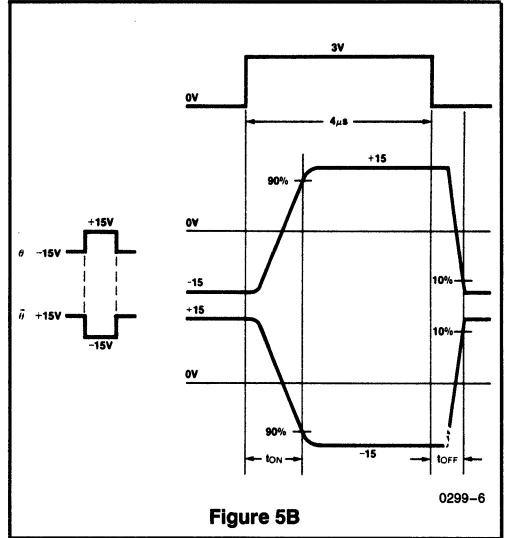 3V
0V
4μs
+15
90%
0V
+15V
θ -15V
10%
-15
+15
θ̄ +15V
10%
-15V
0V
90%
-15
tON
tOFF
0299-6
Figure 5B